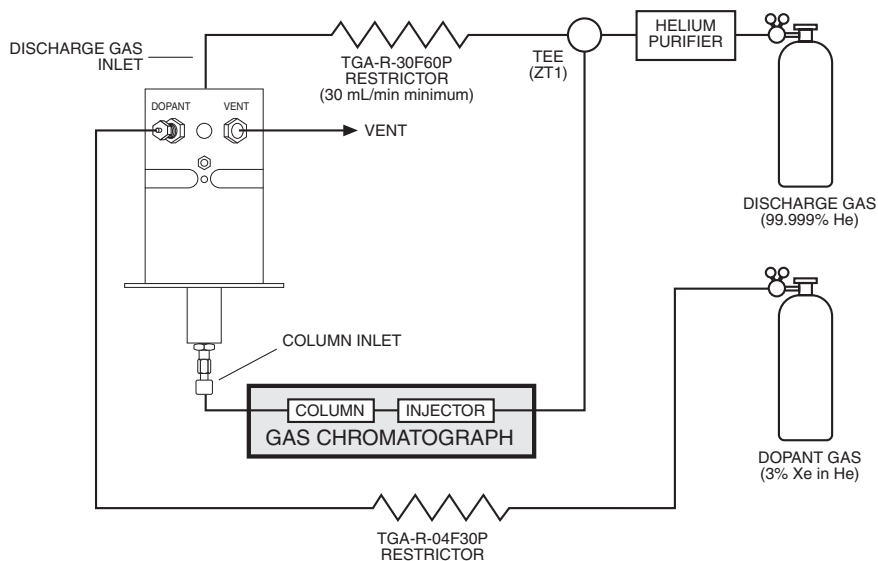 DISCHARGE GAS
INLET
TGA-R-30F60P
RESTRICTOR
(30 mL/min minimum)
TEE
(ZT1)
HELIUM
PURIFIER
DISCHARGE GAS
(99.999% He)
DOPANT
VENT
VENT
COLUMN INLET
COLUMN
INJECTOR
GAS CHROMATOGRAPH
DOPANT GAS
(3% Xe in He)
TGA-R-04F30P
RESTRICTOR